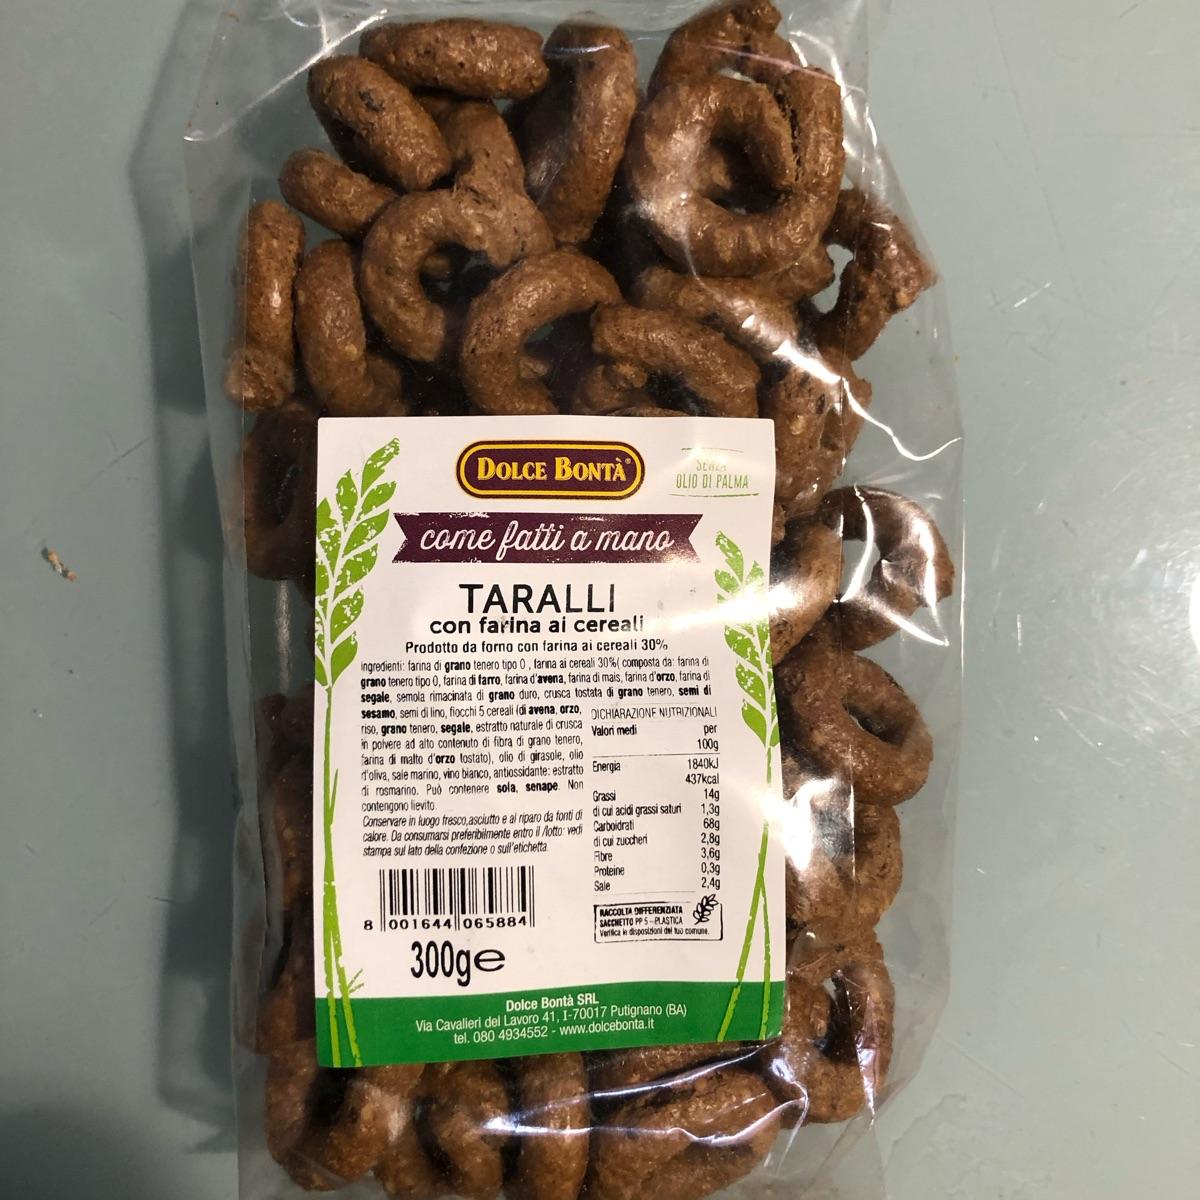 DOLCE BONTÀ®
SENZA
OLIO DI PALMA
come fatti a mano
TARALLI
con farina ai cereali
Prodotto da forno con farina ai cereali 30%
ingredienti: farina di grano tenero tipo 0 , farina ai cereali 30%( composta da: farina di
grano tenero tipo 0, farina di farro, farina d'avena, farina di mais, farina d'orzo, farina di
segale, semola rimacinata di grano duro, crusca tostata di grano tenero, semi di
sesamo, semi di lino, fiocchi 5 cereali (di avena, orzo,
riso, grano tenero, segale, estratto naturale di crusca
in polvere ad alto contenuto di fibra di grano tenero,
farina di malto d'orzo tostato), olio di girasole, olio
d'oliva, sale marino, vino bianco, antiossidante: estratto
di rosmarino. Può contenere soia, senape. Non
contengono lievito.
Conservare in luogo fresco,asciutto e al riparo da fonti di
calore. Da consumarsi preferibilmente entro il /lotto: vedi
stampa sul lato della confezione o sull'etichetta.
DICHIARAZIONE NUTRIZIONALI
Valori medi per
100g
Energia 1840kJ
437kcal
Grassi 14g
di cui acidi grassi saturi 1,3g
Carboidrati 68g
di cui zuccheri 2,8g
Fibre 3,6g
Proteine 0,3g
Sale 2,4g
RACCOLTA DIFFERENZIATA
SACCHETTO PP 5 - PLASTICA
Verifica le disposizioni del tuo comune.
8 001644 065884
300g e
Dolce Bontà SRL
Via Cavalieri del Lavoro 41, I-70017 Putignano (BA)
tel. 080 4934552 - www.dolcebonta.it